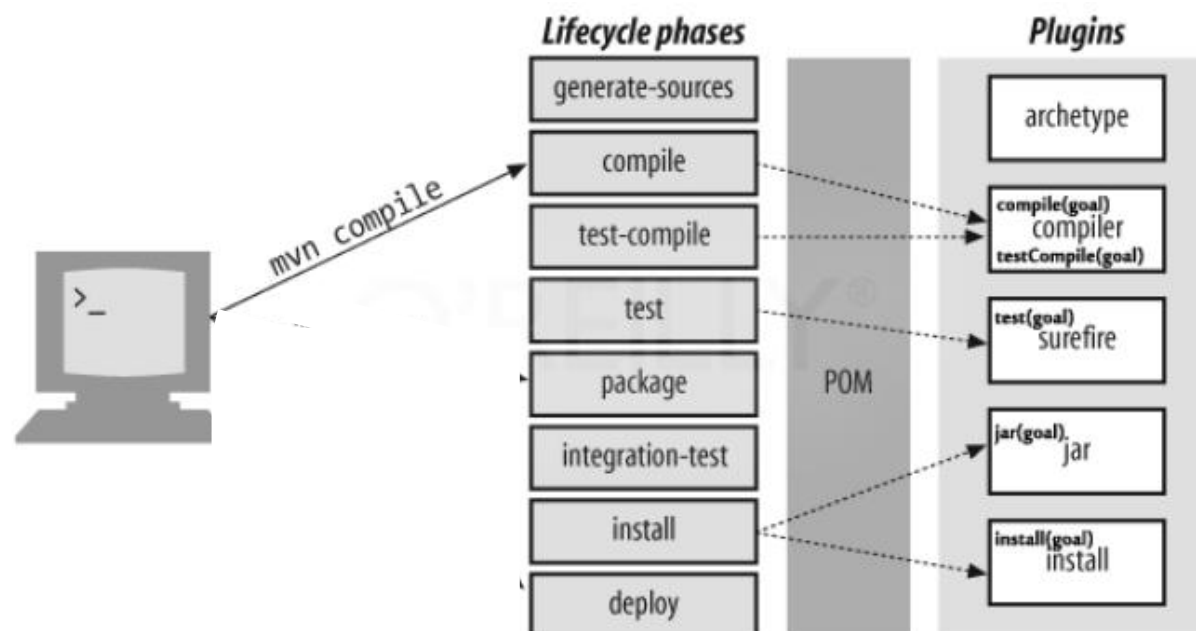 Lifecycle phases
Plugins
generate-sources
archetype
compile
mvn compile
compile(goal)
compiler
testCompile(goal)
test-compile
>_
O'REILLY®
test
test(goal)
surefire
package
POM
jar(goal)
jar
integration-test
install
install(goal)
install
deploy